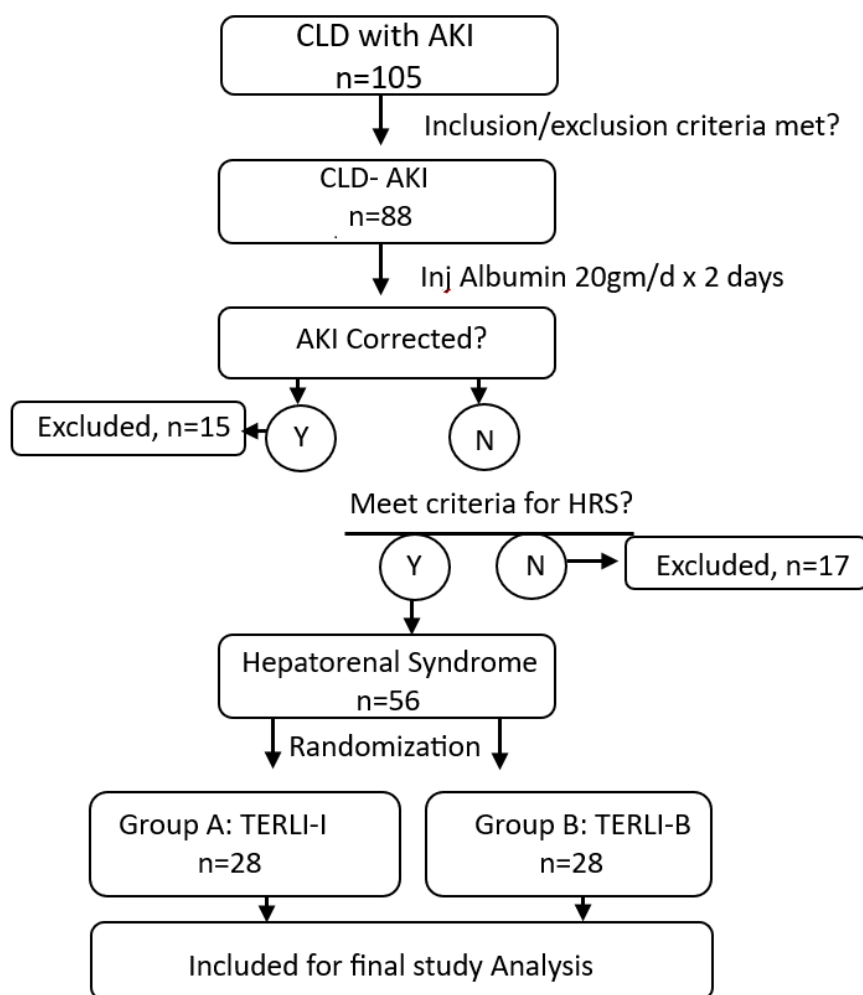 CLD with AKI
n=105
Inclusion/exclusion criteria met?
CLD- AKI
n=88
Inj Albumin 20gm/d x 2 days
AKI Corrected?
Excluded, n=15
Y
N
Meet criteria for HRS?
Y
N
Excluded, n=17
Hepatorenal Syndrome
n=56
Randomization
Group A: TERLI-I
n=28
Group B: TERLI-B
n=28
Included for final study Analysis